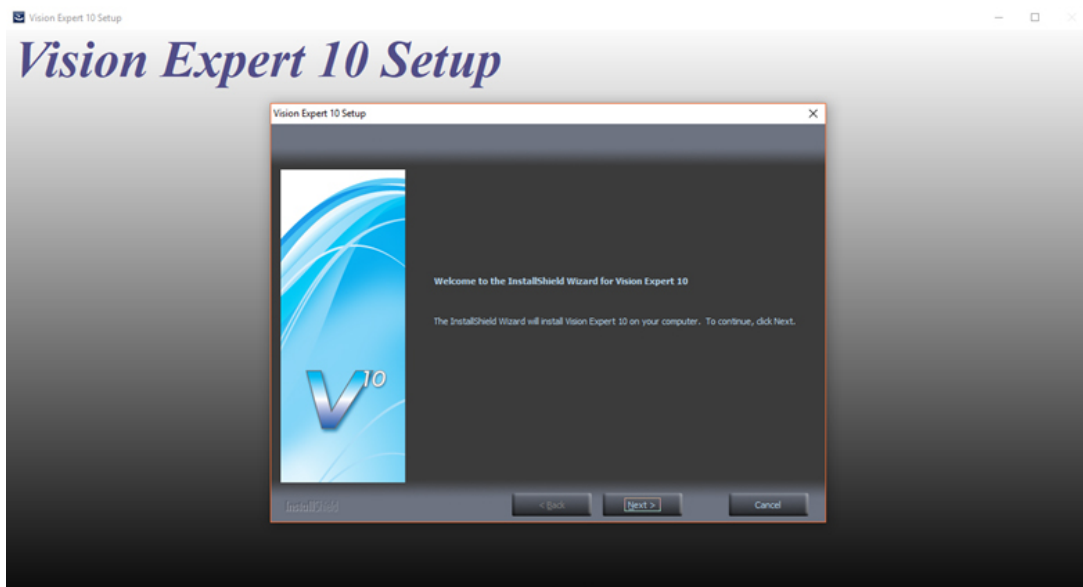 Vision Expert 10 Setup
Vision Expert 10 Setup
Vision Expert 10 Setup
Welcome to the InstallShield Wizard for Vision Expert 10
The InstallShield Wizard will install Vision Expert 10 on your computer. To continue, click Next.
V10
InstallShield
< Back
Next >
Cancel